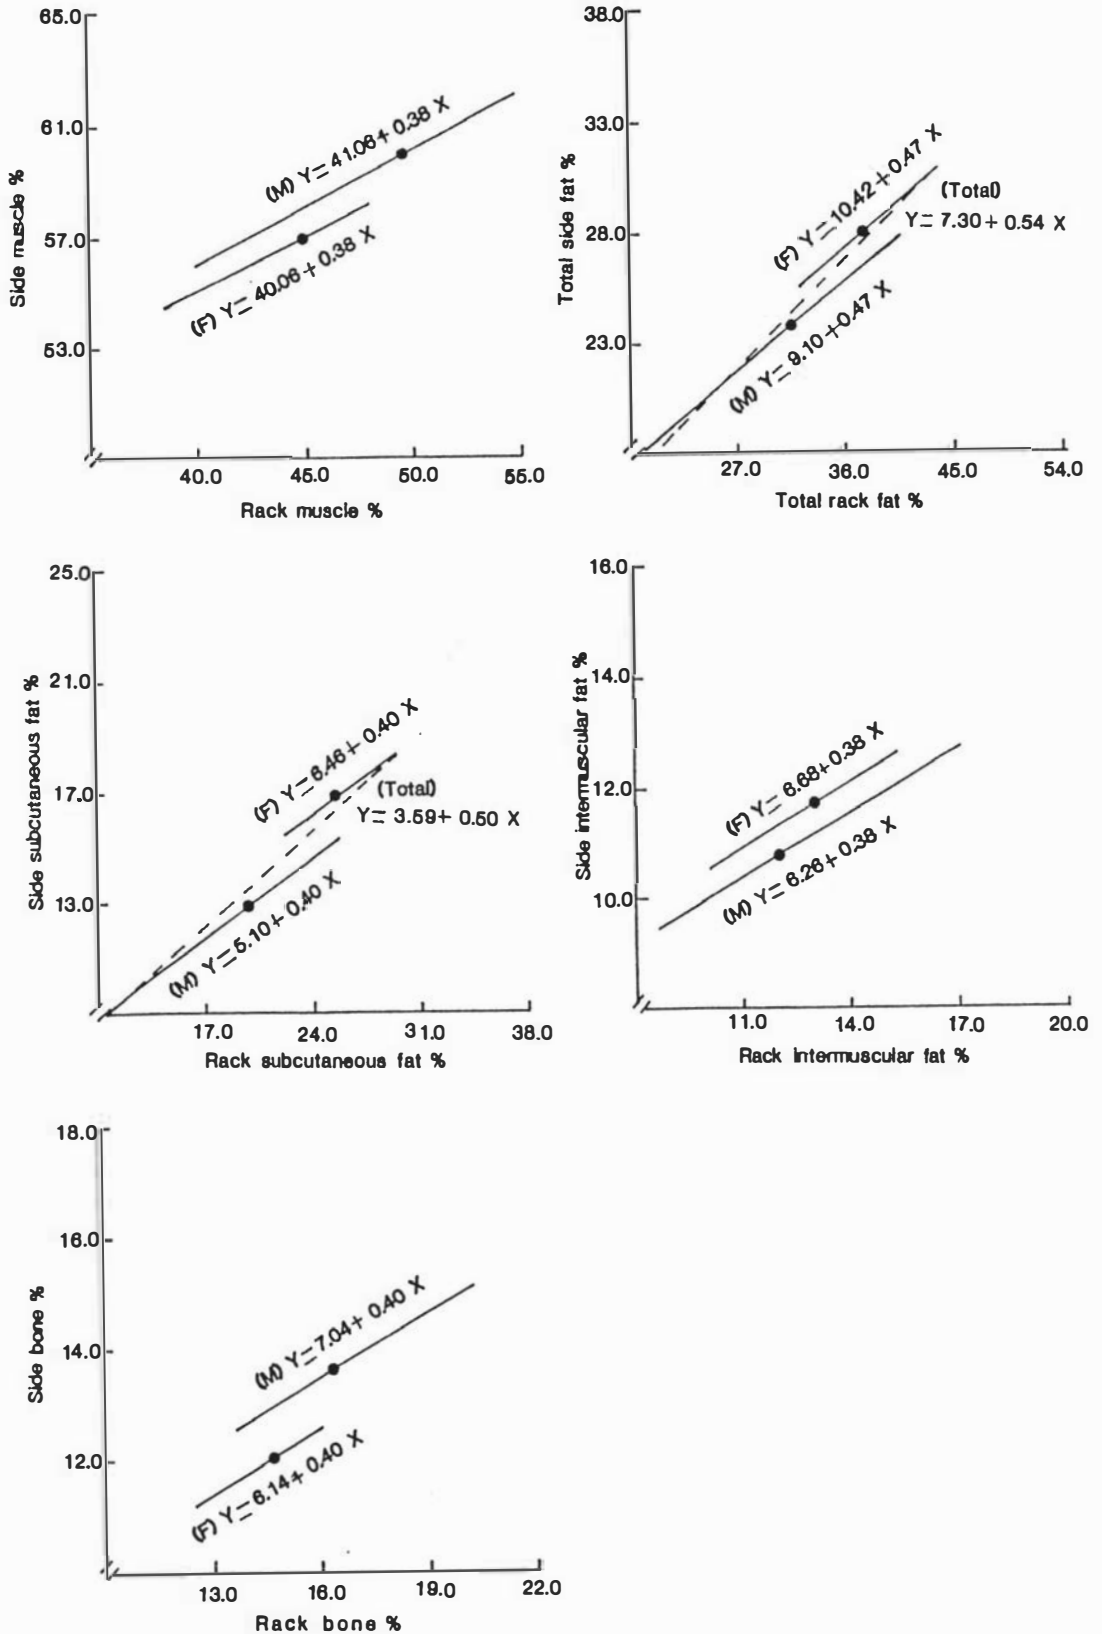 65.0
61.0
57.0
53.0
Side muscle %
(M) Y= 41.06+ 0.38 X
(F) Y= 40.06 + 0.38 X
40.0 45.0 50.0 55.0
Rack muscle %
38.0
33.0
28.0
23.0
Total side fat %
(F) Y= 10.42+0.47 X
(Total)
Y= 7.30+ 0.54 X
(M) Y= 9.10+0.47 X
27.0 36.0 45.0 54.0
Total rack fat %
25.0
21.0
17.0
13.0
Side subcutaneous fat %
(F) Y= 6.46+ 0.40 X
(Total)
Y= 3.59+ 0.50 X
(M) Y=5.10+ 0.40 X
17.0 24.0 31.0 38.0
Rack subcutaneous fat %
16.0
14.0
12.0
10.0
Side intermuscular fat %
(F) Y= 6.68+0.38 X
(M) Y= 6.26+0.38 X
11.0 14.0 17.0 20.0
Rack intermuscular fat %
18.0
16.0
14.0
12.0
Side bone %
(M) Y=7.04+ 0.40 X
(F) Y=6.14+ 0.40 X
13.0 16.0 19.0 22.0
Rack bone %